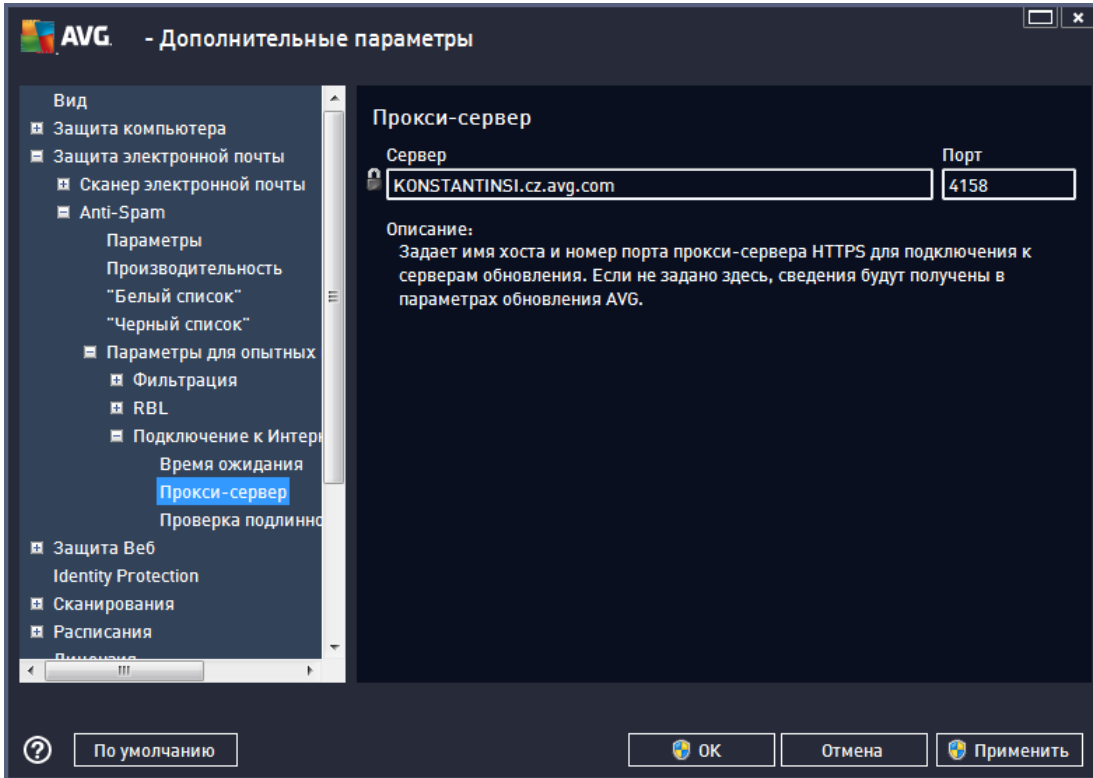 AVG. - Дополнительные параметры
Вид
Защита компьютера
Защита электронной почты
Сканер электронной почты
Anti-Spam
Параметры
Производительность
"Белый список"
"Черный список"
Параметры для опытных
Фильтрация
RBL
Подключение к Интерн
Время ожидания
Прокси-сервер
Проверка подлинно
Защита Веб
Identity Protection
Сканирования
Расписания
Лицензия
Прокси-сервер
Сервер Порт
KONSTANTINSI.cz.avg.com 4158
Описание:
Задает имя хоста и номер порта прокси-сервера HTTPS для подключения к
серверам обновления. Если не задано здесь, сведения будут получены в
параметрах обновления AVG.
По умолчанию OK Отмена Применить